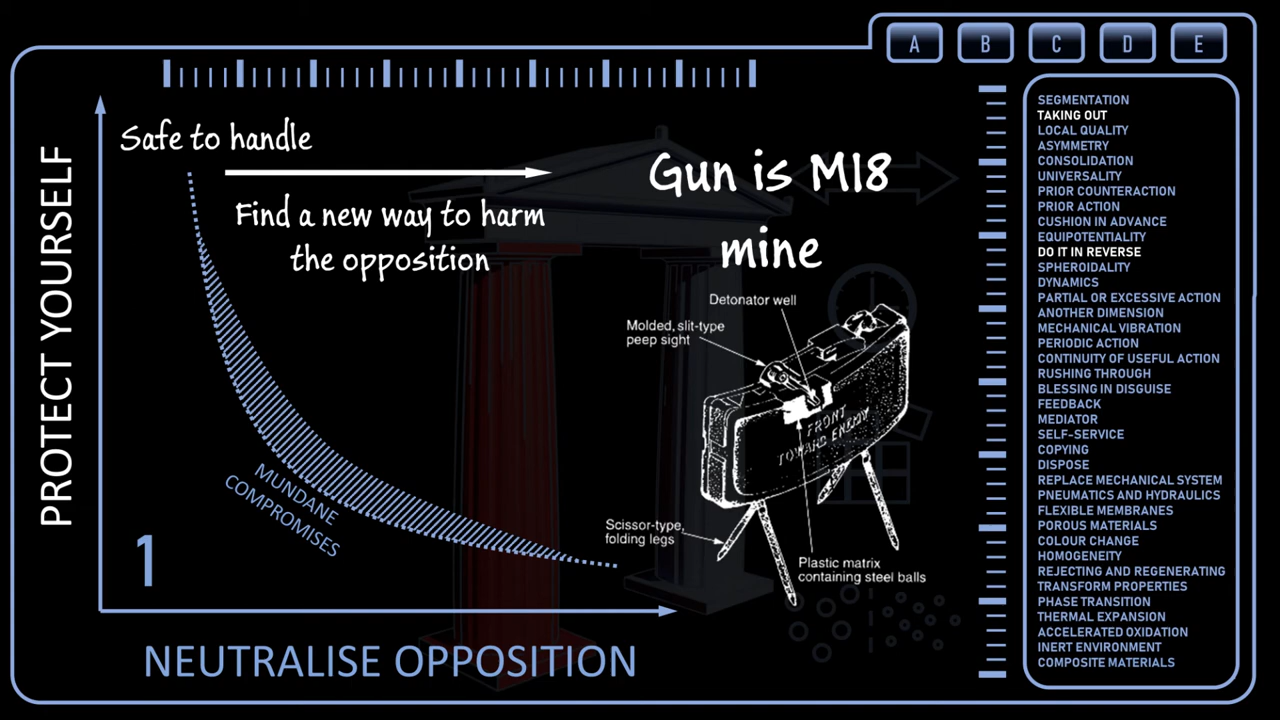 A
B
C
D
E
PROTECT YOURSELF
Safe to handle
Find a new way to harm
the opposition
Gun is M18
mine
Detonator well
Molded, slit-type
peep sight
FRONT
TOWARD ENEMY
Scissor-type,
folding legs
Plastic matrix
containing steel balls
MUNDANE
COMPROMISES
1
NEUTRALISE OPPOSITION
SEGMENTATION
TAKING OUT
LOCAL QUALITY
ASYMMETRY
CONSOLIDATION
UNIVERSALITY
PRIOR COUNTERACTION
PRIOR ACTION
CUSHION IN ADVANCE
EQUIPOTENTIALITY
DO IT IN REVERSE
SPHEROIDALITY
DYNAMICS
PARTIAL OR EXCESSIVE ACTION
ANOTHER DIMENSION
MECHANICAL VIBRATION
PERIODIC ACTION
CONTINUITY OF USEFUL ACTION
RUSHING THROUGH
BLESSING IN DISGUISE
FEEDBACK
MEDIATOR
SELF-SERVICE
COPYING
DISPOSE
REPLACE MECHANICAL SYSTEM
PNEUMATICS AND HYDRAULICS
FLEXIBLE MEMBRANES
POROUS MATERIALS
COLOUR CHANGE
HOMOGENEITY
REJECTING AND REGENERATING
TRANSFORM PROPERTIES
PHASE TRANSITION
THERMAL EXPANSION
ACCELERATED OXIDATION
INERT ENVIRONMENT
COMPOSITE MATERIALS